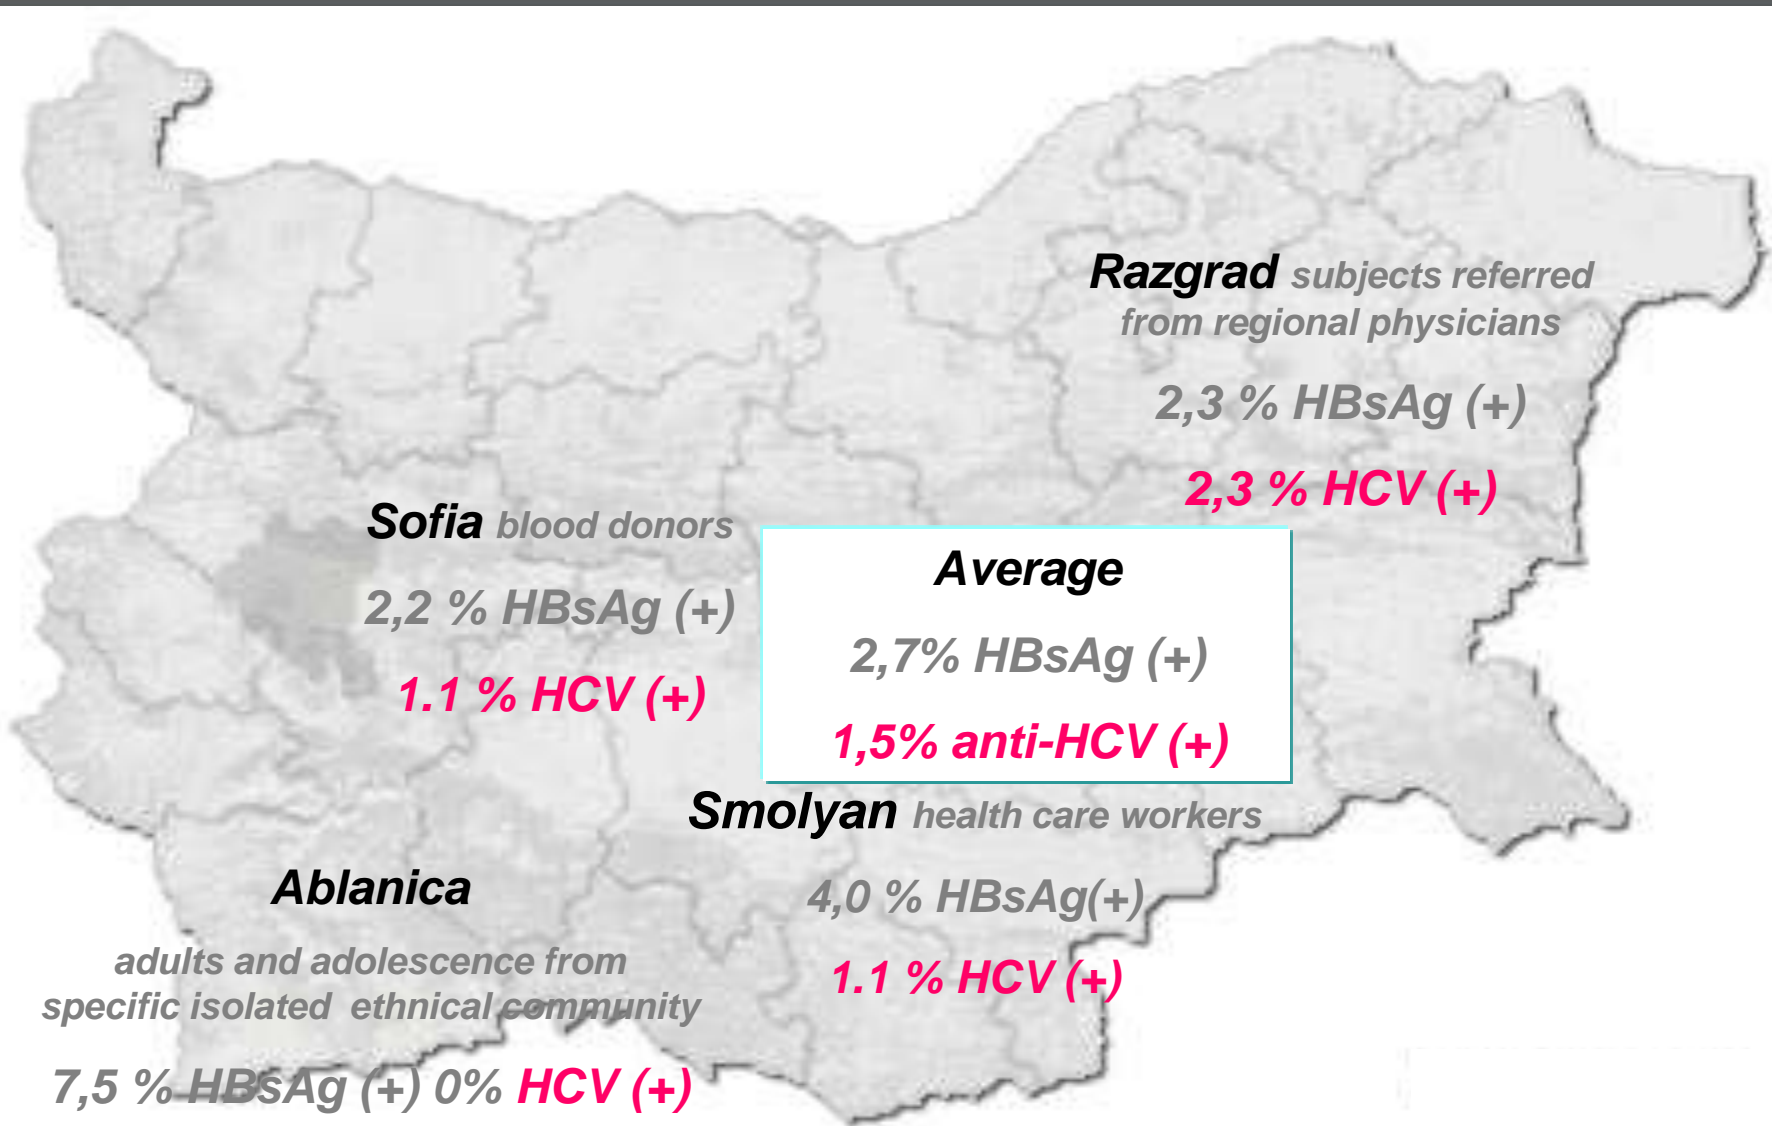 Razgrad subjects referred
from regional physicians
2,3 % HBsAg (+)
2,3 % HCV (+)
Sofia blood donors
2,2 % HBsAg (+)
1.1 % HCV (+)
Average
2,7% HBsAg (+)
1,5% anti-HCV (+)
Smolyan health care workers
4,0 % HBsAg(+)
1.1 % HCV (+)
Ablanica
adults and adolescence from
specific isolated ethnical community
7,5 % HBsAg (+) 0% HCV (+)